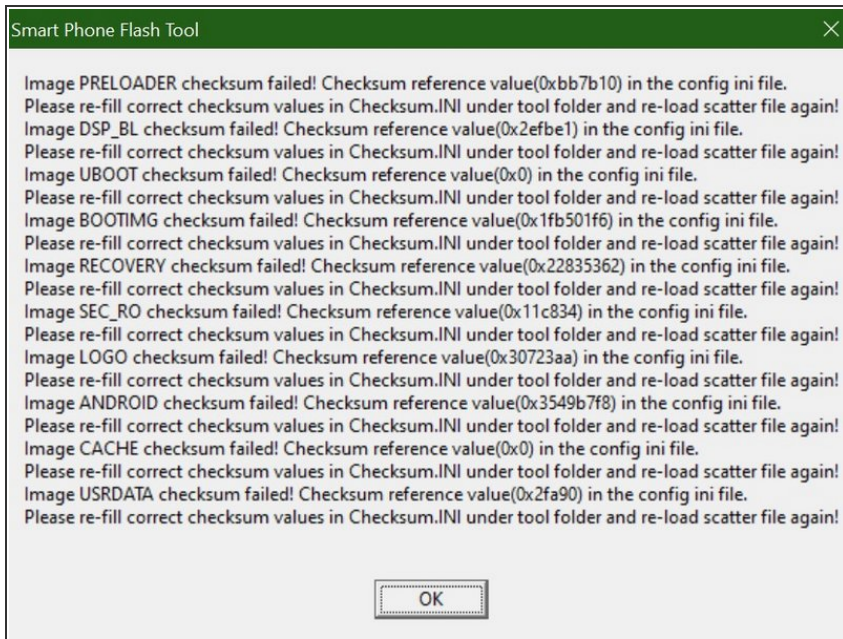 Smart Phone Flash Tool
Image PRELOADER checksum failed! Checksum reference value(0xbb7b10) in the config ini file.
Please re-fill correct checksum values in Checksum.INI under tool folder and re-load scatter file again!
Image DSP_BL checksum failed! Checksum reference value(0x2efbe1) in the config ini file.
Please re-fill correct checksum values in Checksum.INI under tool folder and re-load scatter file again!
Image UBOOT checksum failed! Checksum reference value(0x0) in the config ini file.
Please re-fill correct checksum values in Checksum.INI under tool folder and re-load scatter file again!
Image BOOTIMG checksum failed! Checksum reference value(0x1fb501f6) in the config ini file.
Please re-fill correct checksum values in Checksum.INI under tool folder and re-load scatter file again!
Image RECOVERY checksum failed! Checksum reference value(0x22835362) in the config ini file.
Please re-fill correct checksum values in Checksum.INI under tool folder and re-load scatter file again!
Image SEC_RO checksum failed! Checksum reference value(0x11c834) in the config ini file.
Please re-fill correct checksum values in Checksum.INI under tool folder and re-load scatter file again!
Image LOGO checksum failed! Checksum reference value(0x30723aa) in the config ini file.
Please re-fill correct checksum values in Checksum.INI under tool folder and re-load scatter file again!
Image ANDROID checksum failed! Checksum reference value(0x3549b7f8) in the config ini file.
Please re-fill correct checksum values in Checksum.INI under tool folder and re-load scatter file again!
Image CACHE checksum failed! Checksum reference value(0x0) in the config ini file.
Please re-fill correct checksum values in Checksum.INI under tool folder and re-load scatter file again!
Image USRDATA checksum failed! Checksum reference value(0x2fa90) in the config ini file.
Please re-fill correct checksum values in Checksum.INI under tool folder and re-load scatter file again!
OK